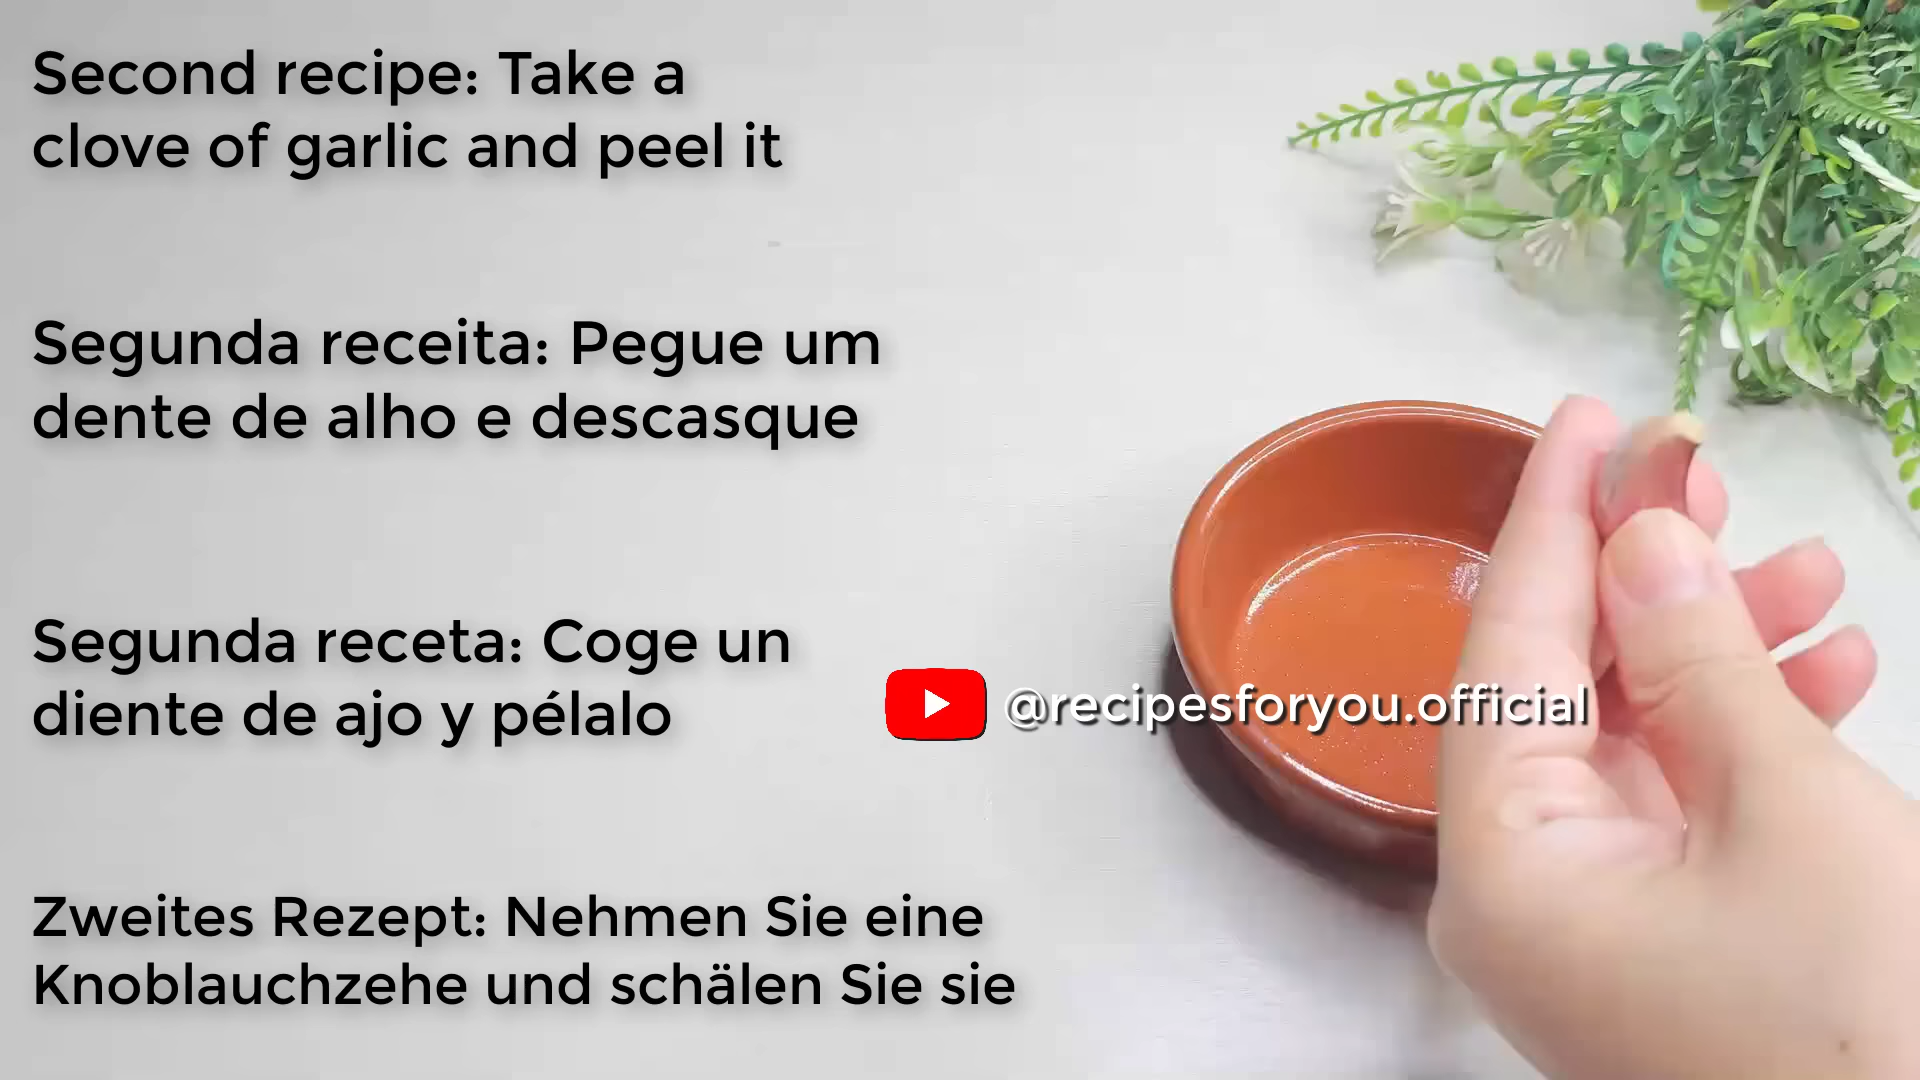 Second recipe: Take a
clove of garlic and peel it
Segunda receita: Pegue um
dente de alho e descasque
Segunda receta: Coge un
diente de ajo y pélalo
@recipesforyou.official
Zweites Rezept: Nehmen Sie eine
Knoblauchzehe und schälen Sie sie